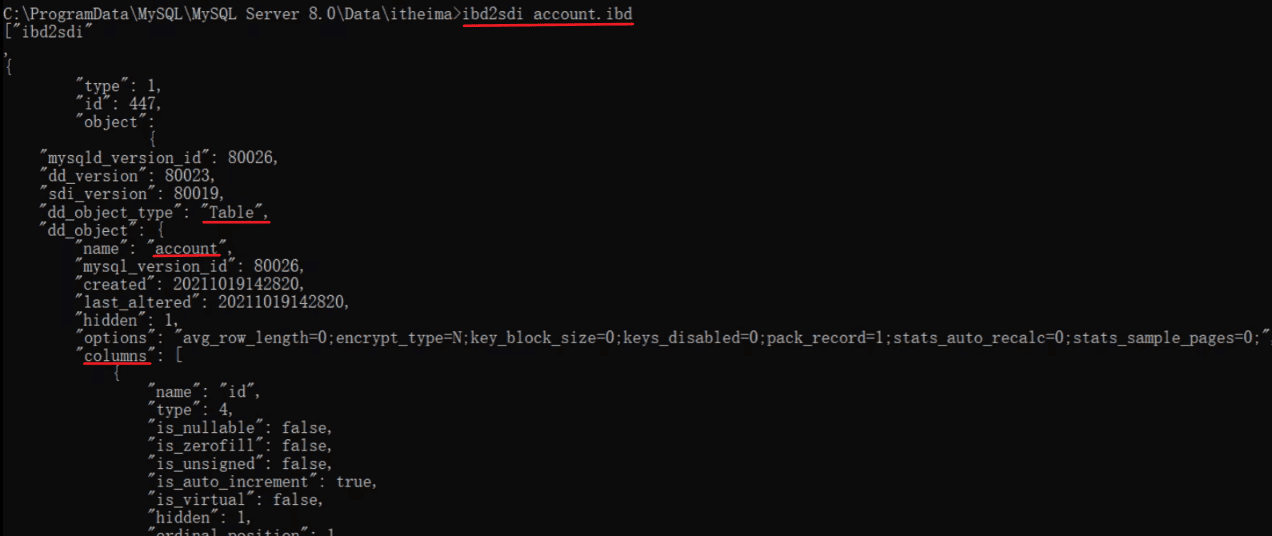 C:\ProgramData\MySQL\MySQL Server 8.0\Data\itheima>ibd2sdi account.ibd
["ibd2sdi"
,
{
"type": 1,
"id": 447,
"object":
{
"mysqld_version_id": 80026,
"dd_version": 80023,
"sdi_version": 80019,
"dd_object_type": "Table",
"dd_object": {
"name": "account",
"mysql_version_id": 80026,
"created": 20211019142820,
"last_altered": 20211019142820,
"hidden": 1,
"options": "avg_row_length=0;encrypt_type=N;key_block_size=0;keys_disabled=0;pack_record=1;stats_auto_recalc=0;stats_sample_pages=0;",
"columns": [
{
"name": "id",
"type": 4,
"is_nullable": false,
"is_zerofill": false,
"is_unsigned": false,
"is_auto_increment": true,
"is_virtual": false,
"hidden": 1,
"ordinal_position": 1,